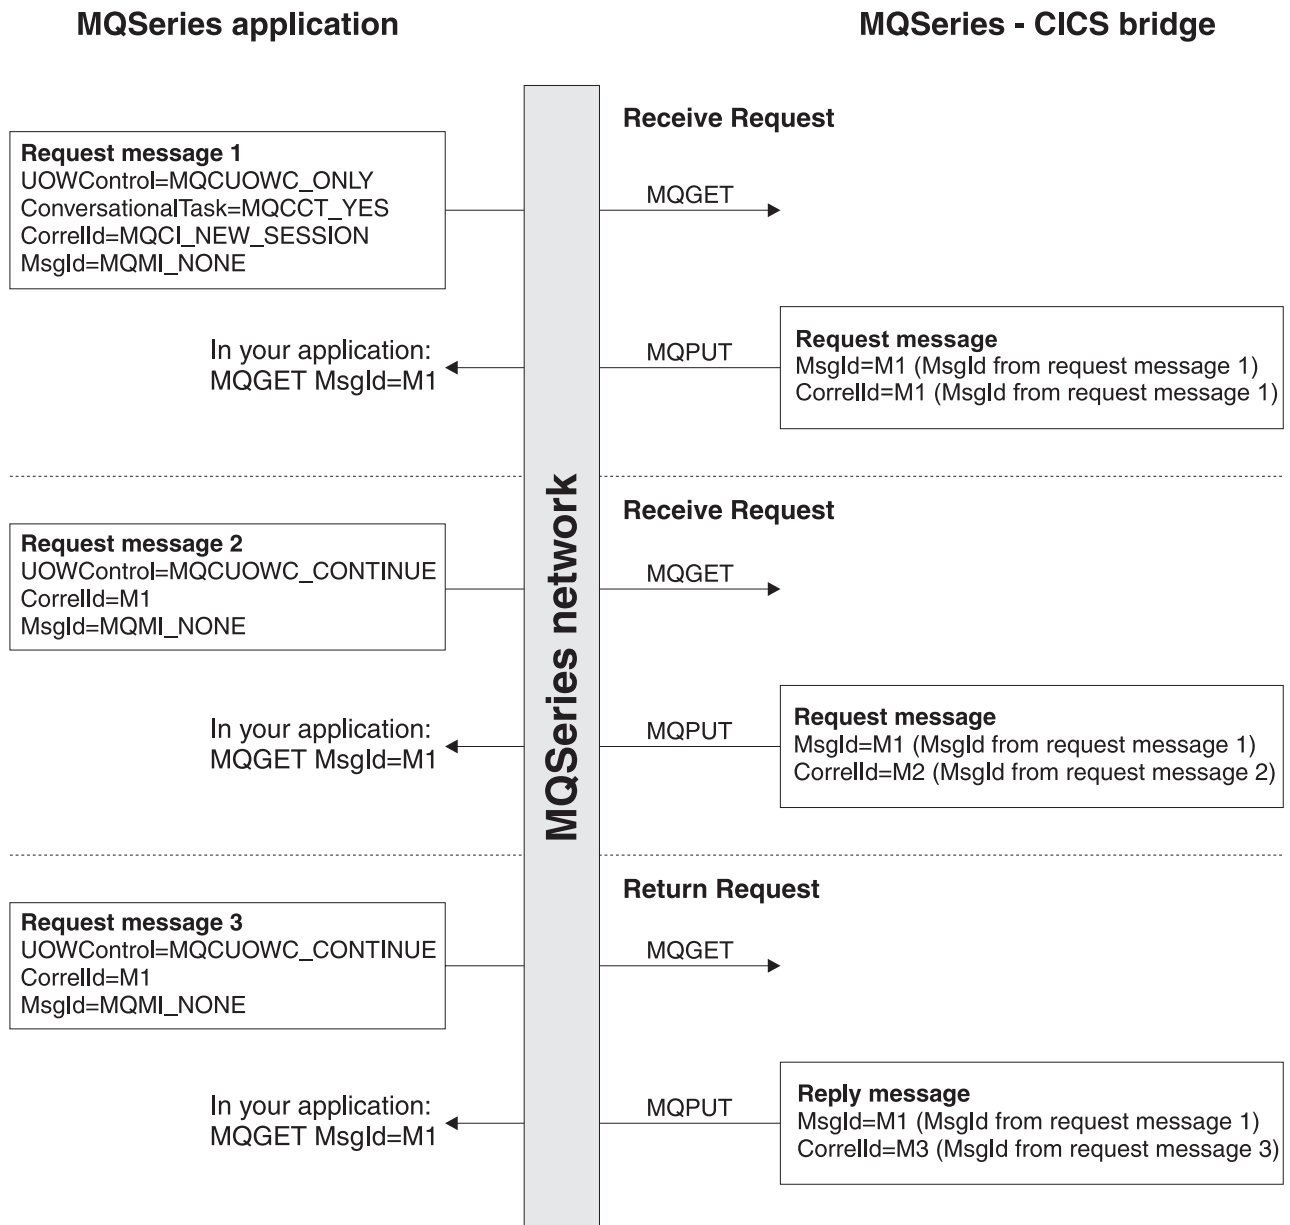 MQSeries application
MQSeries - CICS bridge
Receive Request
Request message 1
UOWControl=MQCUOWC_ONLY
ConversationalTask=MQCCT_YES
CorrelId=MQCI_NEW_SESSION
MsgId=MQMI_NONE
MQGET
In your application:
MQGET MsgId=M1
MQPUT
Request message
MsgId=M1 (MsgId from request message 1)
CorrelId=M1 (MsgId from request message 1)
MQSeries network
Receive Request
Request message 2
UOWControl=MQCUOWC_CONTINUE
CorrelId=M1
MsgId=MQMI_NONE
MQGET
In your application:
MQGET MsgId=M1
MQPUT
Request message
MsgId=M1 (MsgId from request message 1)
CorrelId=M2 (MsgId from request message 2)
Return Request
Request message 3
UOWControl=MQCUOWC_CONTINUE
CorrelId=M1
MsgId=MQMI_NONE
MQGET
In your application:
MQGET MsgId=M1
MQPUT
Reply message
MsgId=M1 (MsgId from request message 1)
CorrelId=M3 (MsgId from request message 3)